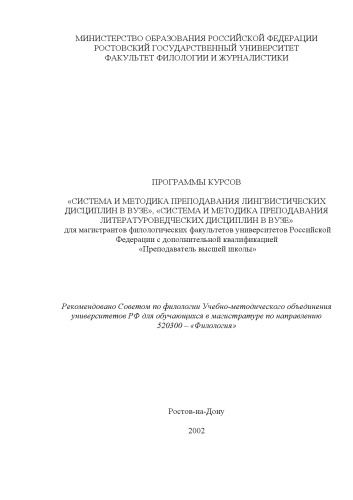 МИНИСТЕРСТВО ОБРАЗОВАНИЯ РОССИЙСКОЙ ФЕДЕРАЦИИ
РОСТОВСКИЙ ГОСУДАРСТВЕННЫЙ УНИВЕРСИТЕТ
ФАКУЛЬТЕТ ФИЛОЛОГИИ И ЖУРНАЛИСТИКИ
ПРОГРАММЫ КУРСОВ
«СИСТЕМА И МЕТОДИКА ПРЕПОДАВАНИЯ ЛИНГВИСТИЧЕСКИХ
ДИСЦИПЛИН В ВУЗЕ», «СИСТЕМА И МЕТОДИКА ПРЕПОДАВАНИЯ
ЛИТЕРАТУРОВЕДЧЕСКИХ ДИСЦИПЛИН В ВУЗЕ»
для магистрантов филологических факультетов университетов Российской
Федерации с дополнительной квалификацией
«Преподаватель высшей школы»
Рекомендовано Советом по филологии Учебно-методического объединения
университетов РФ для обучающихся в магистратуре по направлению
520300 – «Филология»
Ростов-на-Дону
2002